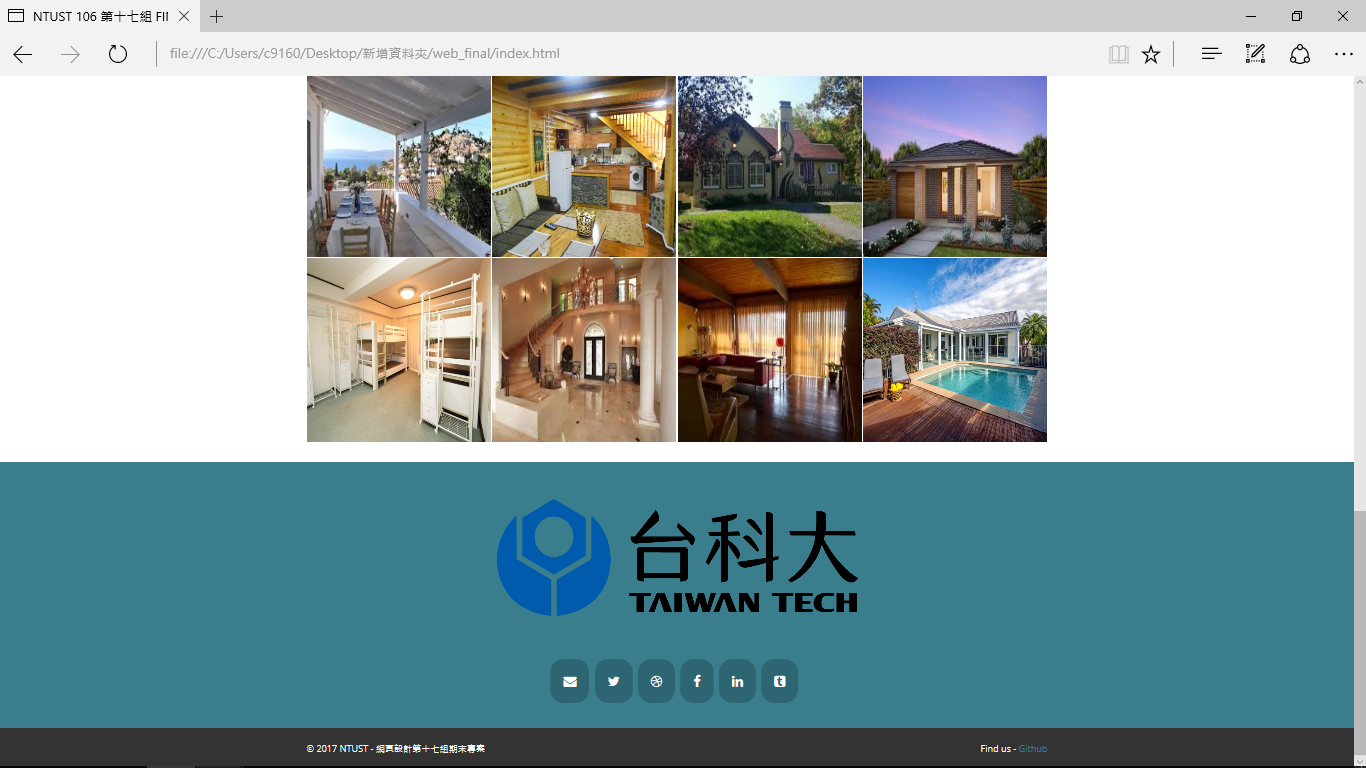 NTUST 106 第十七組 FI
file:///C:/Users/c9160/Desktop/新增資料夾/web_final/index.html
台科大
TAIWAN TECH
© 2017 NTUST - 網頁設計第十七組期末專案
Find us - Github